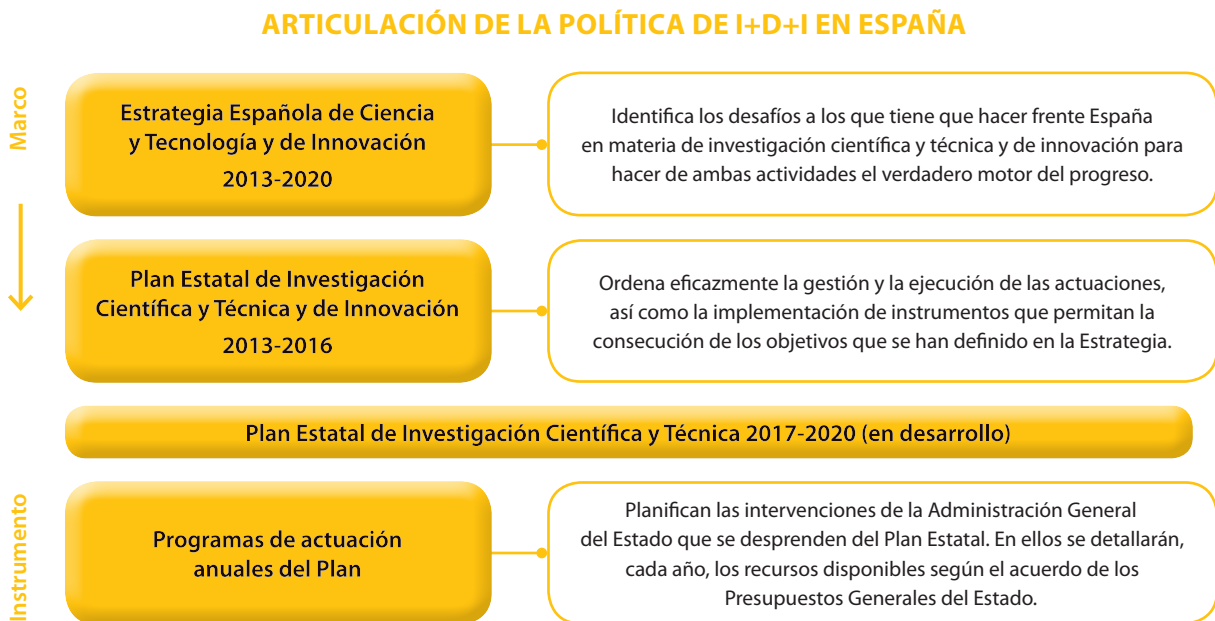 ARTICULACIÓN DE LA POLÍTICA DE I+D+I EN ESPAÑA
Marco
Estrategia Española de Ciencia
y Tecnología y de Innovación
2013-2020
Identifica los desafíos a los que tiene que hacer frente España
en materia de investigación científica y técnica y de innovación para
hacer de ambas actividades el verdadero motor del progreso.
Plan Estatal de Investigación
Científica y Técnica y de Innovación
2013-2016
Ordena eficazmente la gestión y la ejecución de las actuaciones,
así como la implementación de instrumentos que permitan la
consecución de los objetivos que se han definido en la Estrategia.
Plan Estatal de Investigación Científica y Técnica 2017-2020 (en desarrollo)
Instrumento
Programas de actuación
anuales del Plan
Planifican las intervenciones de la Administración General
del Estado que se desprenden del Plan Estatal. En ellos se detallarán,
cada año, los recursos disponibles según el acuerdo de los
Presupuestos Generales del Estado.